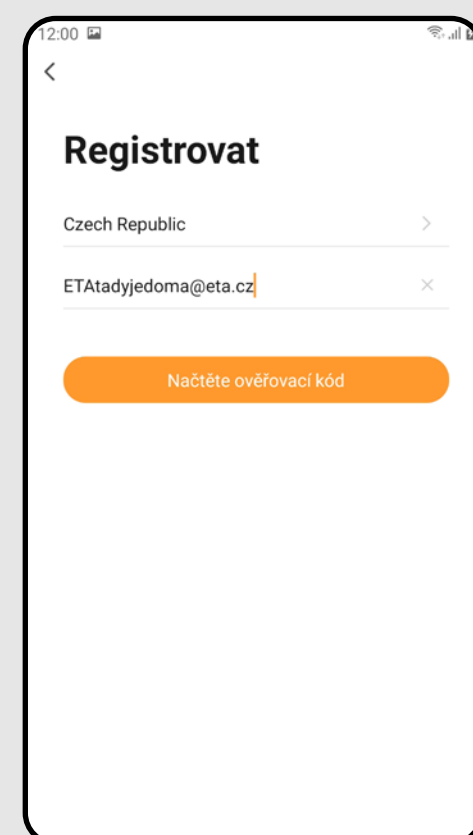 12:00
Registrovat
Czech Republic
ETAtadyjedoma@eta.cz
Načtěte ověřovací kód